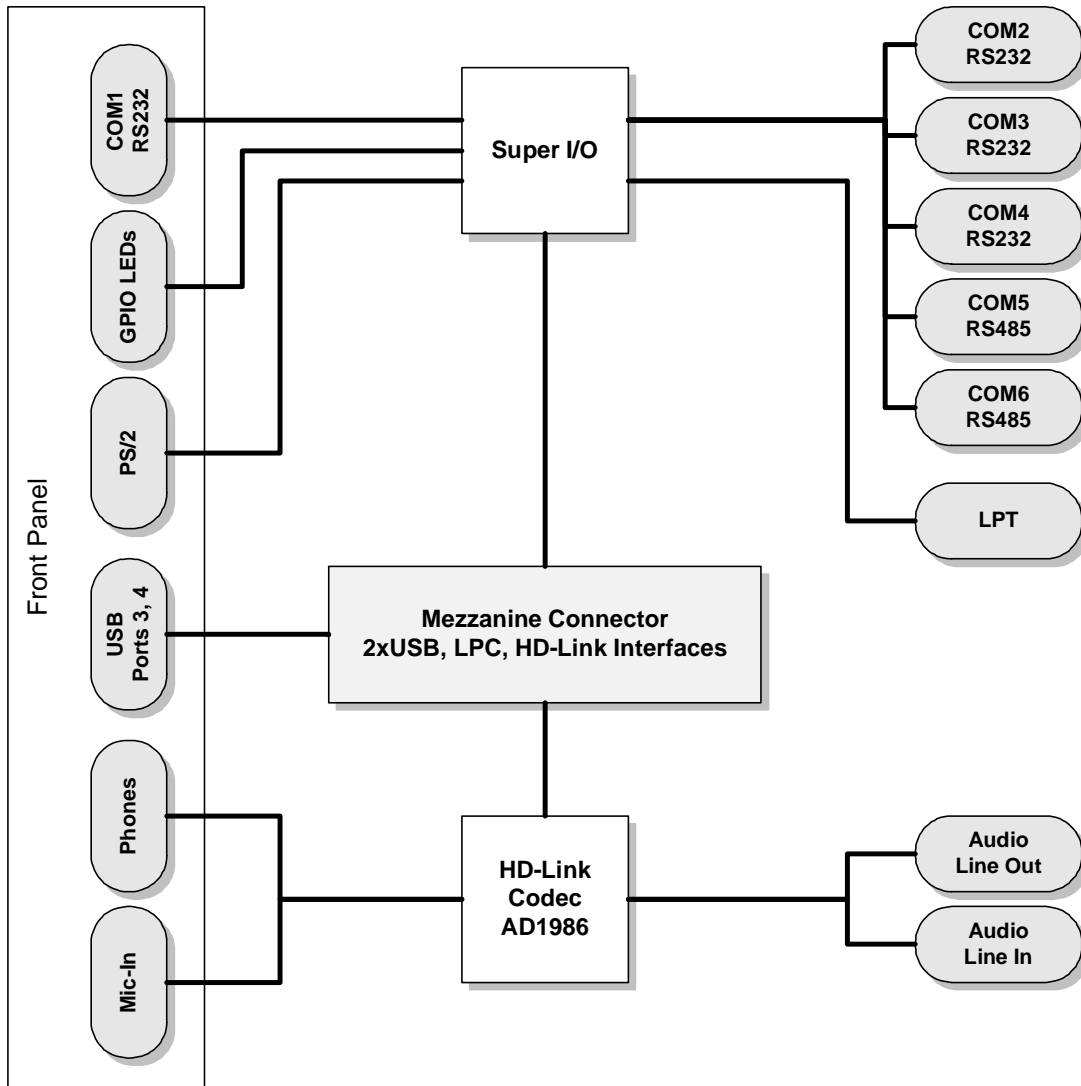 Front Panel
COM1
RS232
GPIO LEDs
PS/2
USB
Ports 3, 4
Phones
Mic-In
Super I/O
Mezzanine Connector
2xUSB, LPC, HD-Link Interfaces
HD-Link
Codec
AD1986
COM2
RS232
COM3
RS232
COM4
RS232
COM5
RS485
COM6
RS485
LPT
Audio
Line Out
Audio
Line In